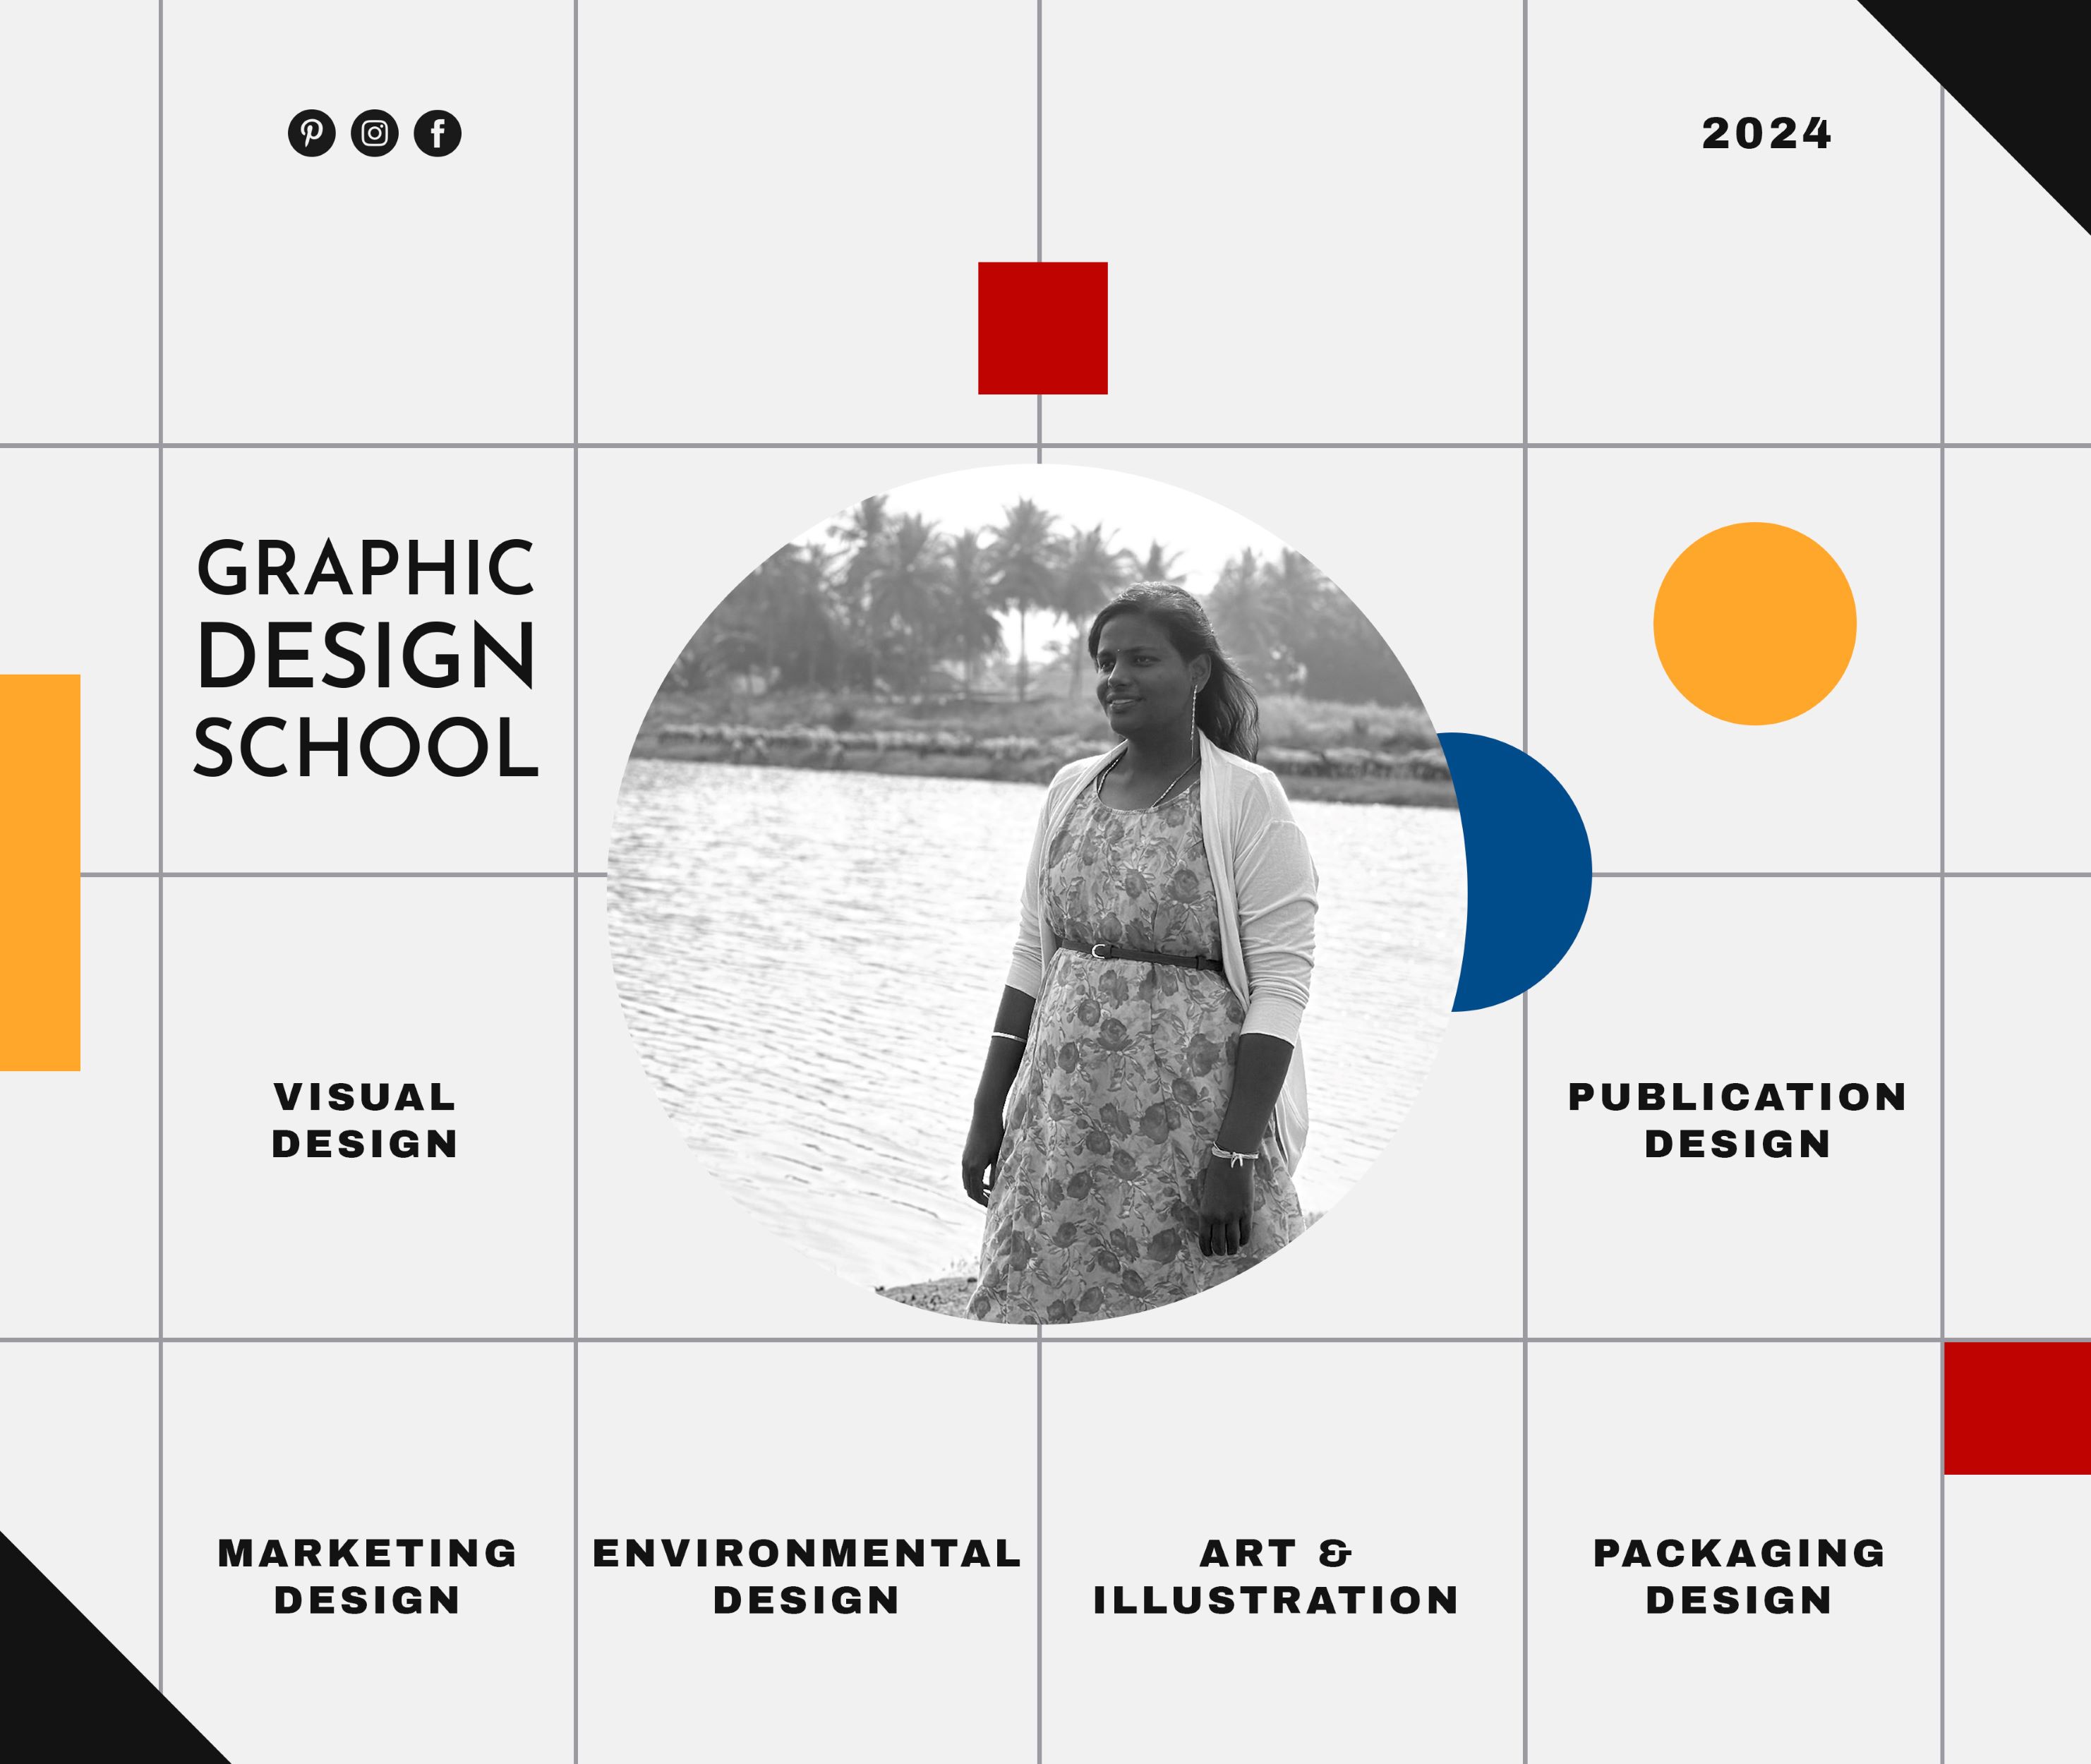 2024
GRAPHIC
DESIGN
SCHOOL
VISUAL
DESIGN
PUBLICATION
DESIGN
MARKETING
DESIGN
ENVIRONMENTAL
DESIGN
ART &
ILLUSTRATION
PACKAGING
DESIGN